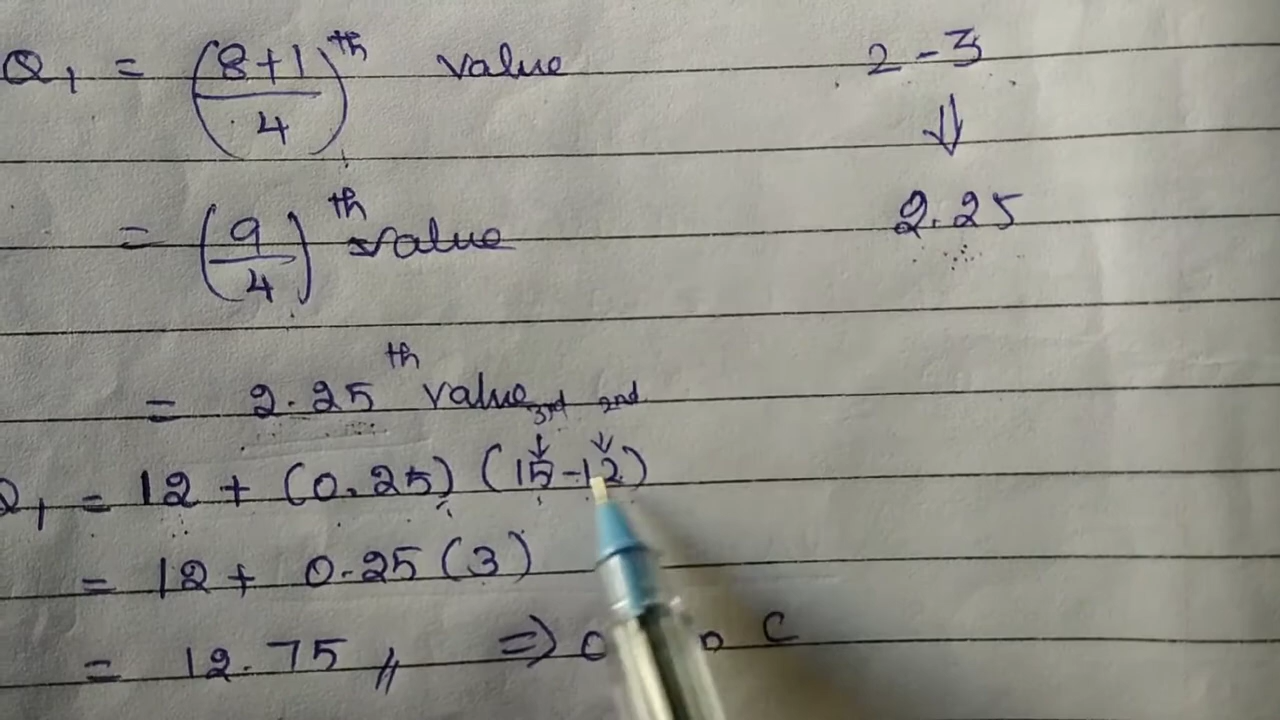 Q₁ = ((8+1)/4)th value
2 - 3
⇓
2.25
= (9/4)th value
= 2.25th value
3rd 2nd
Q₁ = 12 + (0.25) (15-12)
= 12 + 0.25 (3)
= 12.75 ⇒